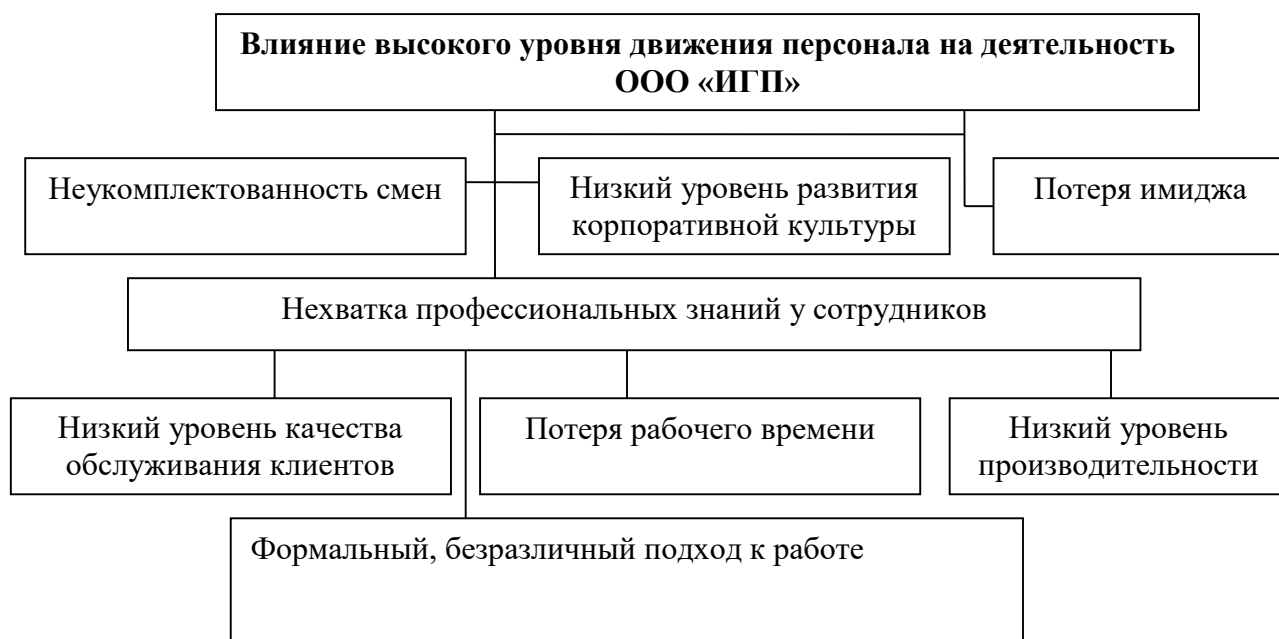 Влияние высокого уровня движения персонала на деятельность
ООО «ИГП»
Неукомплектованность смен
Низкий уровень развития
корпоративной культуры
Потеря имиджа
Нехватка профессиональных знаний у сотрудников
Низкий уровень качества
обслуживания клиентов
Потеря рабочего времени
Низкий уровень
производительности
Формальный, безразличный подход к работе